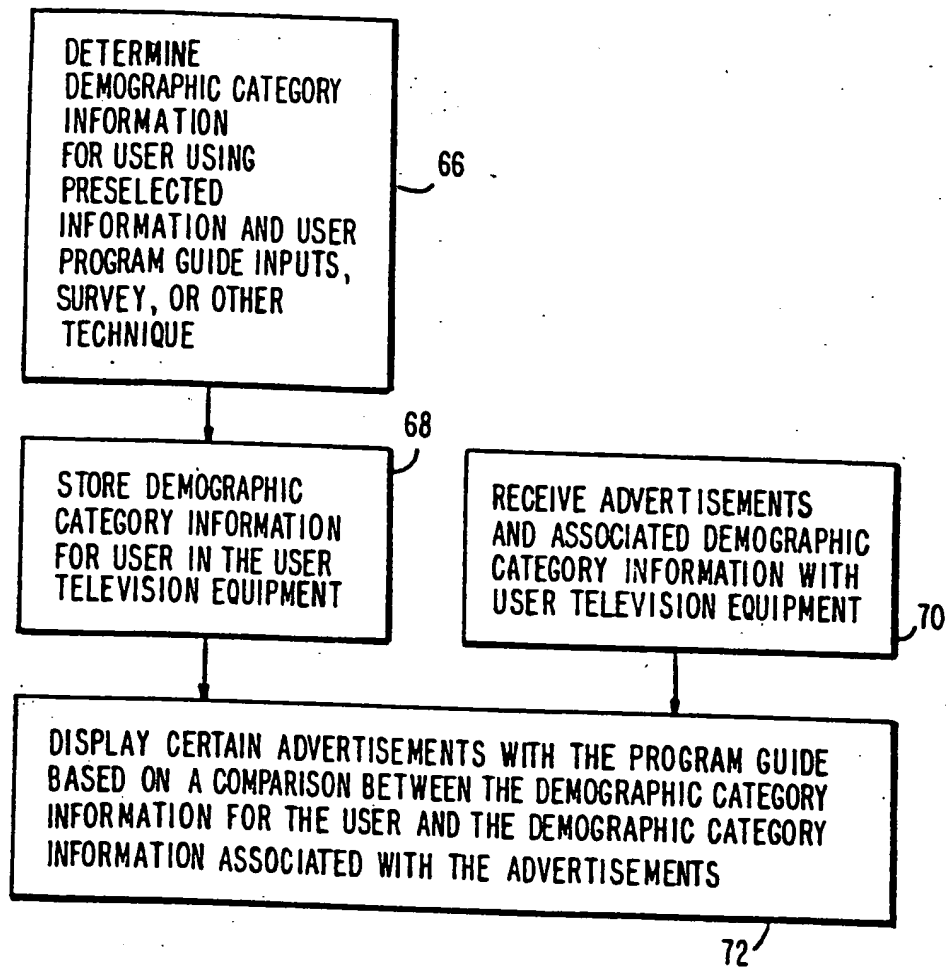 DETERMINE
DEMOGRAPHIC CATEGORY
INFORMATION
FOR USER USING
PRESELECTED
INFORMATION AND USER
PROGRAM GUIDE INPUTS,
SURVEY, OR OTHER
TECHNIQUE
66
68
STORE DEMOGRAPHIC
CATEGORY INFORMATION
FOR USER IN THE USER
TELEVISION EQUIPMENT
RECEIVE ADVERTISEMENTS
AND ASSOCIATED DEMOGRAPHIC
CATEGORY INFORMATION WITH
USER TELEVISION EQUIPMENT
70
DISPLAY CERTAIN ADVERTISEMENTS WITH THE PROGRAM GUIDE
BASED ON A COMPARISON BETWEEN THE DEMOGRAPHIC CATEGORY
INFORMATION FOR THE USER AND THE DEMOGRAPHIC CATEGORY
INFORMATION ASSOCIATED WITH THE ADVERTISEMENTS
72